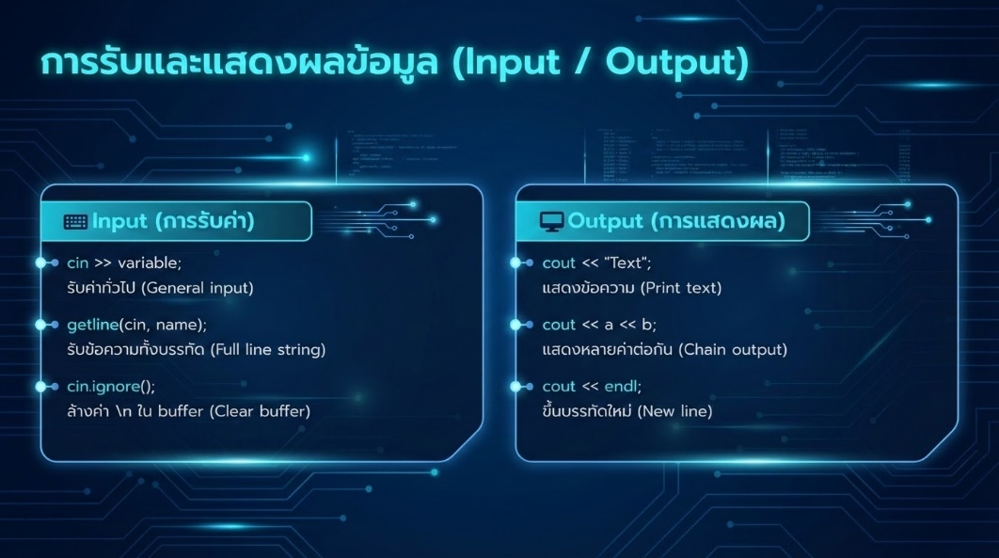 การรับและแสดงผลข้อมูล (Input / Output)
Input (การรับค่า)
cin >> variable;
รับค่าทั่วไป (General input)
getline(cin, name);
รับข้อความทั้งบรรทัด (Full line string)
cin.ignore();
ล้างค่า \n ใน buffer (Clear buffer)
Output (การแสดงผล)
cout << "Text";
แสดงข้อความ (Print text)
cout << a << b;
แสดงหลายค่าต่อกัน (Chain output)
cout << endl;
ขึ้นบรรทัดใหม่ (New line)